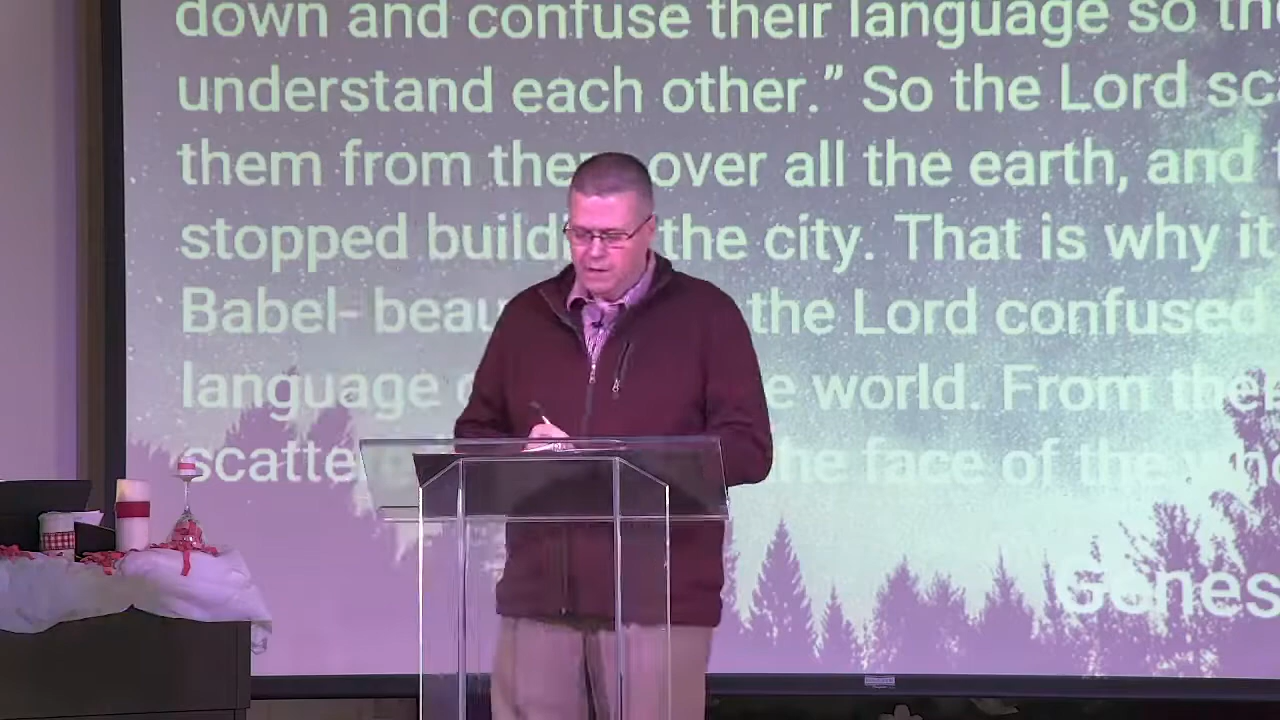 down and confuse their language so the
understand each other.” So the Lord sc
them from the over all the earth, and
stopped build the city. That is why it
Babel- beau the Lord confused
language world. From the
scatte the face of the
Genes